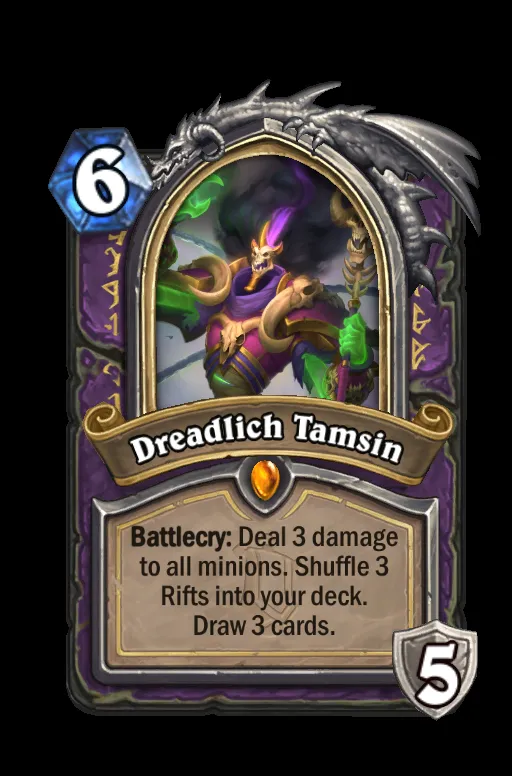 6
Dreadlich Tamsin
Battlecry: Deal 3 damage
to all minions. Shuffle 3
Rifts into your deck.
Draw 3 cards.
5